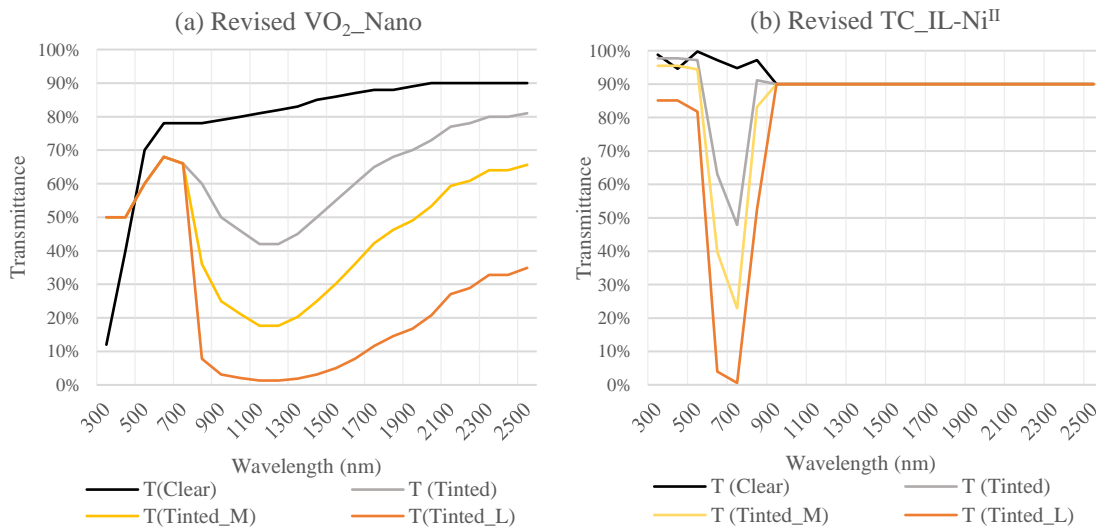 (a) Revised VO₂_Nano
100%
90%
80%
70%
60%
50%
40%
30%
20%
10%
0%
Transmittance
300 500 700 900 1100 1300 1500 1700 1900 2100 2300 2500
Wavelength (nm)
T(Clear) T (Tinted)
T(Tinted_M) T(Tinted_L)
(b) Revised TC_IL-Niᴵᴵ
100%
90%
80%
70%
60%
50%
40%
30%
20%
10%
0%
Transmittance
300 500 700 900 1100 1300 1500 1700 1900 2100 2300 2500
Wavelength (nm)
T (Clear) T (Tinted)
T (Tinted_M) T (Tinted_L)